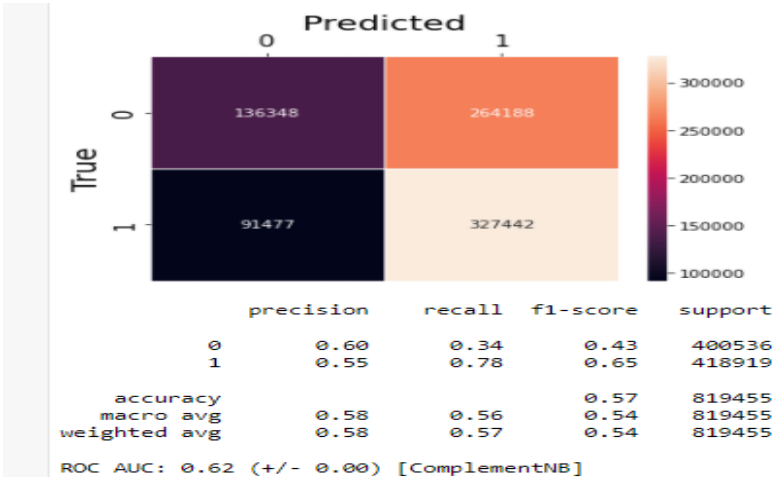 Predicted
0 1
300000
0 136348 264188
250000
True
200000
1 91477 327442
150000
100000
precision recall f1-score support
0 0.60 0.34 0.43 400536
1 0.55 0.78 0.65 418919
accuracy 0.57 819455
macro avg 0.58 0.56 0.54 819455
weighted avg 0.58 0.57 0.54 819455
ROC AUC: 0.62 (+/- 0.00) [ComplementNB]